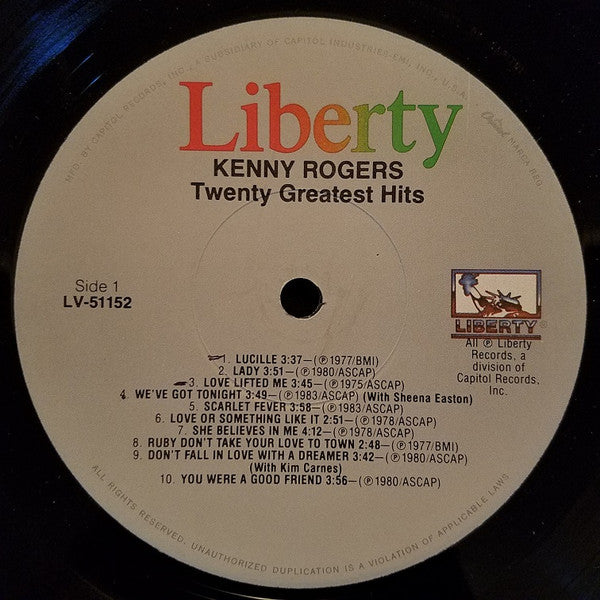 MFD. BY CAPITOL RECORDS, INC., A SUBSIDIARY OF CAPITOL INDUSTRIES-EMI, INC., U.S.A.
Capitol MARCA REG.
Liberty
KENNY ROGERS
Twenty Greatest Hits
Side 1
LV-51152
LIBERTY®
All ℗ Liberty
Records, a
division of
Capitol Records,
Inc.
1. LUCILLE 3:37—(℗1977/BMI)
2. LADY 3:51—(℗1980/ASCAP)
3. LOVE LIFTED ME 3:45—(℗1975/ASCAP)
4. WE'VE GOT TONIGHT 3:49—(℗1983/ASCAP) (With Sheena Easton)
5. SCARLET FEVER 3:58—(℗1983/ASCAP)
6. LOVE OR SOMETHING LIKE IT 2:51—(℗1978/ASCAP)
7. SHE BELIEVES IN ME 4:12—(℗1978/ASCAP)
8. RUBY DON'T TAKE YOUR LOVE TO TOWN 2:48—(℗1977/BMI)
9. DON'T FALL IN LOVE WITH A DREAMER 3:42—(℗1980/ASCAP)
(With Kim Carnes)
10. YOU WERE A GOOD FRIEND 3:56—(℗1980/ASCAP)
ALL RIGHTS RESERVED. UNAUTHORIZED DUPLICATION IS A VIOLATION OF APPLICABLE LAWS